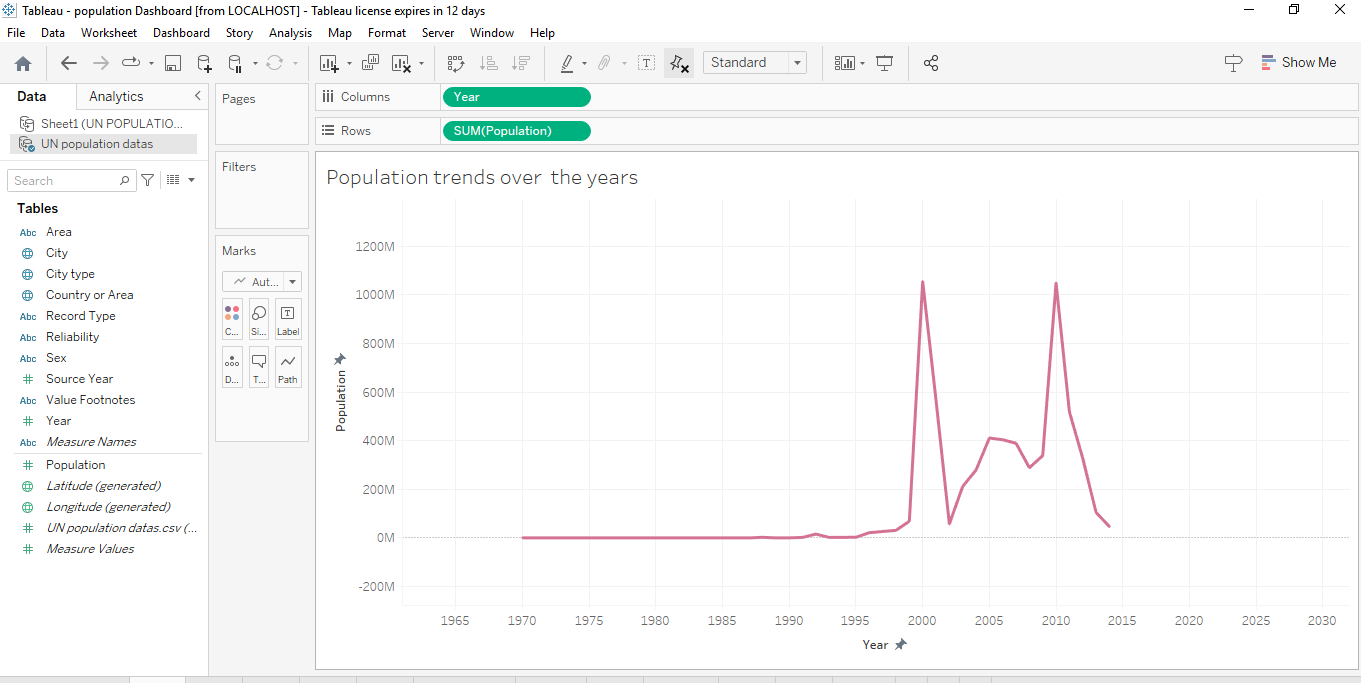 Tableau - population Dashboard [from LOCALHOST] - Tableau license expires in 12 days
File Data Worksheet Dashboard Story Analysis Map Format Server Window Help
Standard
Show Me
Data Analytics
Sheet1 (UN POPULATIO...
UN population datas
Search
Tables
Abc Area
City
City type
Country or Area
Abc Record Type
Abc Reliability
Abc Sex
Source Year
Abc Value Footnotes
Year
Abc Measure Names
Population
Latitude (generated)
Longitude (generated)
UN population datas.csv (...
Measure Values
Pages
Filters
Marks
Aut...
C... Si... Label
D... T... Path
Columns Year
Rows SUM(Population)
Population trends over the years
1200M
1000M
800M
600M
400M
200M
0M
-200M
Population
1965 1970 1975 1980 1985 1990 1995 2000 2005 2010 2015 2020 2025 2030
Year